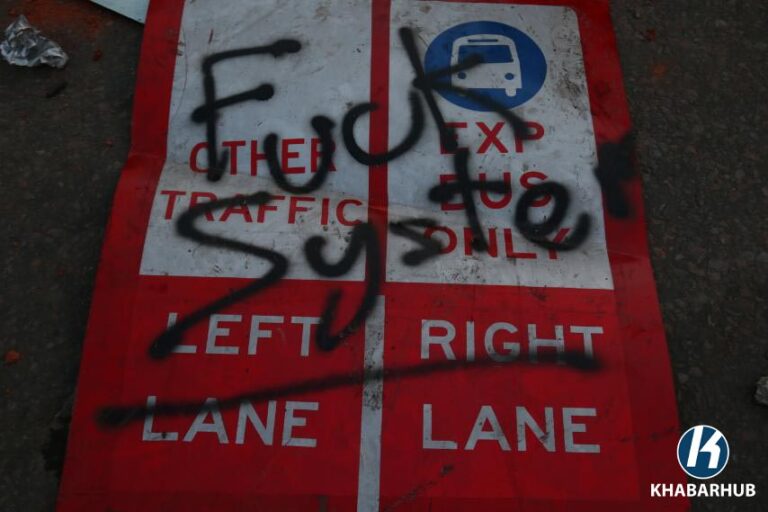 Fuck
System
OTHER
TRAFFIC
EXP
BUS
ONLY
LEFT
LANE
RIGHT
LANE
KHABARHUB